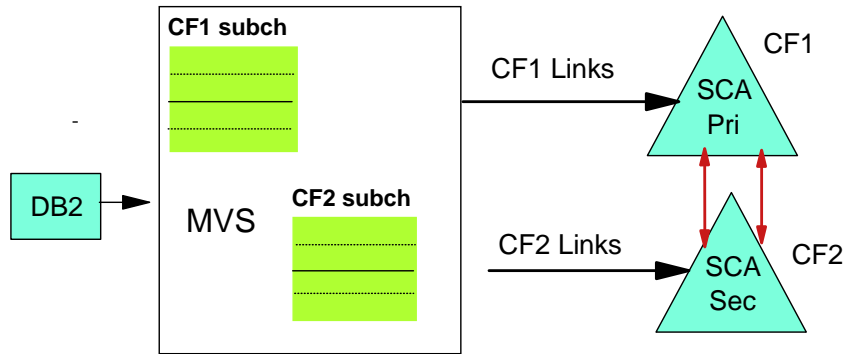 CF1 subch
CF1
CF1 Links
SCA
Pri
-
DB2
MVS
CF2 subch
CF2 Links
CF2
SCA
Sec